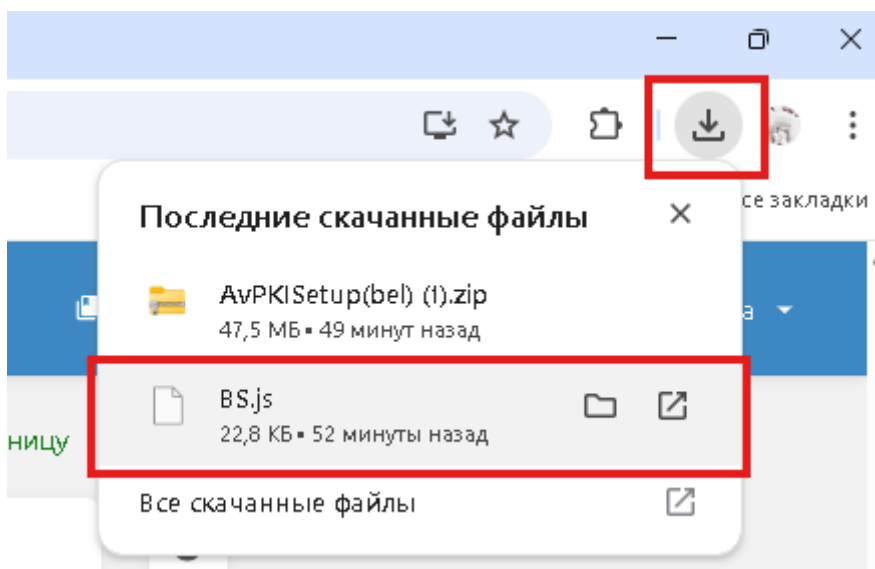 се закладки
Последние скачанные файлы
AvPKISetup(bel) (1).zip
47,5 МБ • 49 минут назад
а
BS.js
22,8 КБ • 52 минуты назад
ницу
Все скачанные файлы